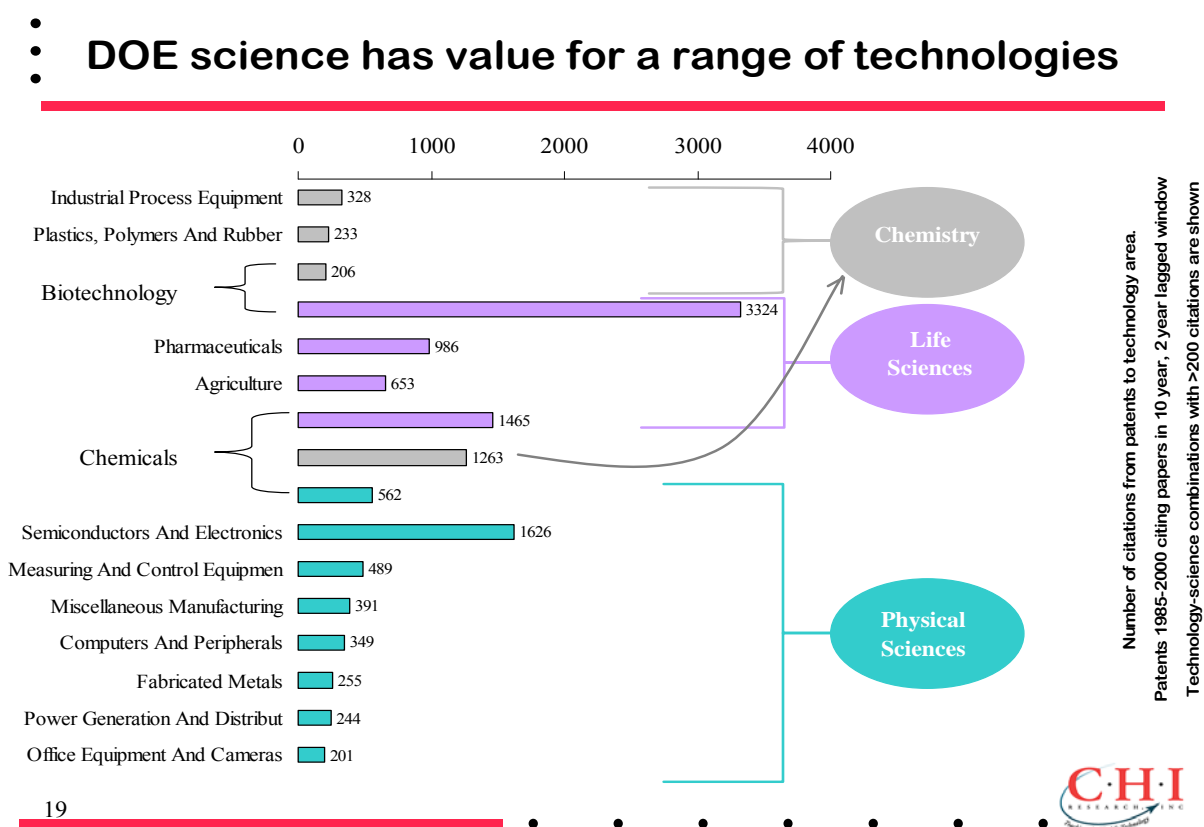 DOE science has value for a range of technologies
0 1000 2000 3000 4000
Industrial Process Equipment 328
Plastics, Polymers And Rubber 233
206
Biotechnology
3324
Pharmaceuticals 986
Agriculture 653
1465
Chemicals 1263
562
Semiconductors And Electronics 1626
Measuring And Control Equipmen 489
Miscellaneous Manufacturing 391
Computers And Peripherals 349
Fabricated Metals 255
Power Generation And Distribut 244
Office Equipment And Cameras 201
Chemistry
Life
Sciences
Physical
Sciences
Number of citations from patents to technology area.
Patents 1985-2000 citing papers in 10 year, 2 year lagged window
Technology-science combinations with >200 citations are shown
19
C·H·I
RESEARCH, INC